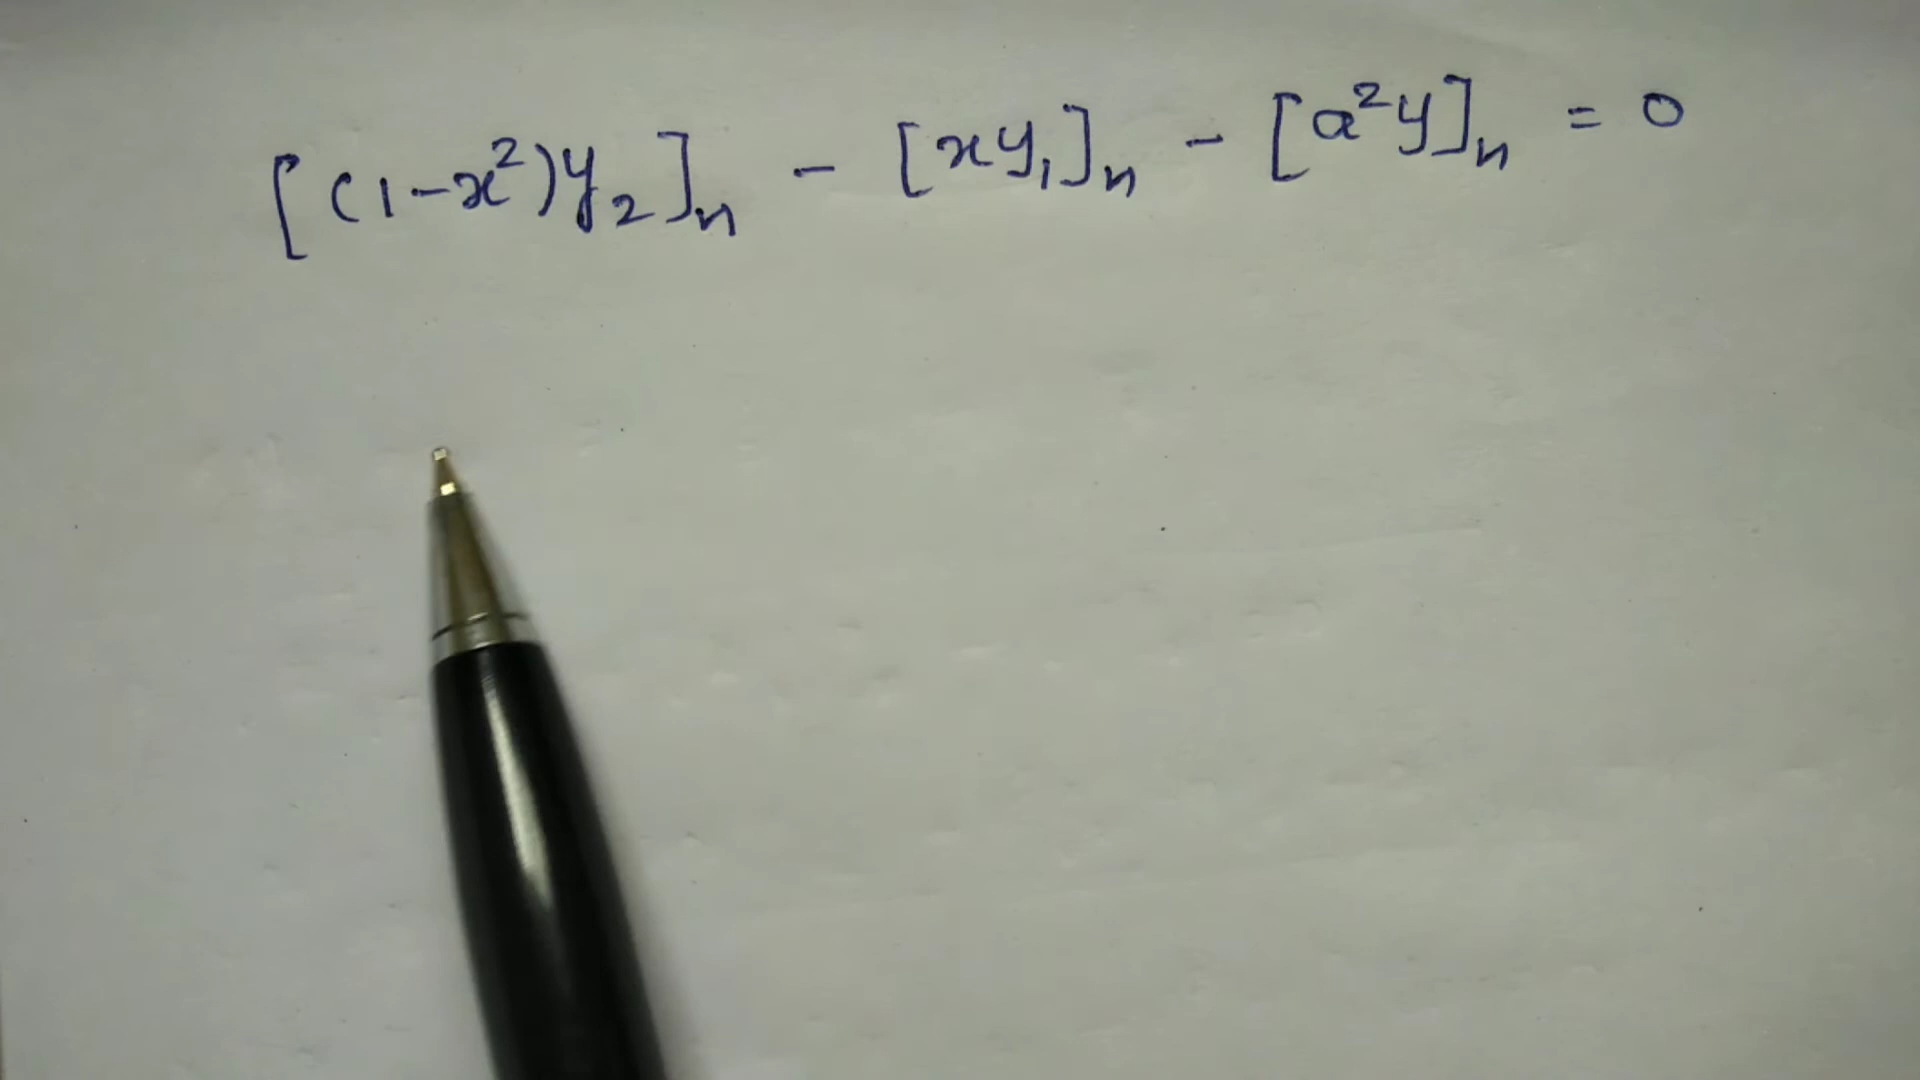 [(1-x²)y₂]ₙ - [xy₁]ₙ - [a²y]ₙ = 0